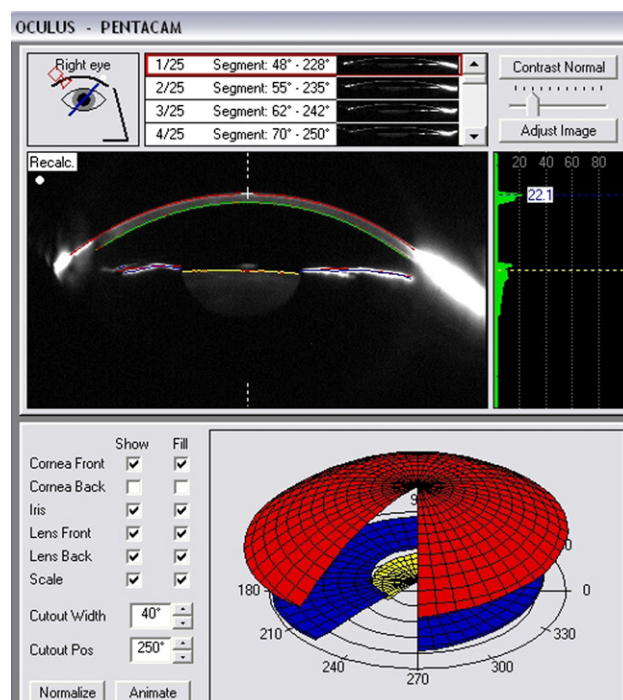 OCULUS - PENTACAM
Right eye
1/25 Segment: 48° - 228°
2/25 Segment: 55° - 235°
3/25 Segment: 62° - 242°
4/25 Segment: 70° - 250°
Contrast Normal
Adjust Image
Recalc.
20 40 60 80
22.1
Show Fill
Cornea Front
Cornea Back
Iris
Lens Front
Lens Back
Scale
Cutout Width 40°
Cutout Pos 250°
Normalize Animate
180
0
210
330
240
300
270